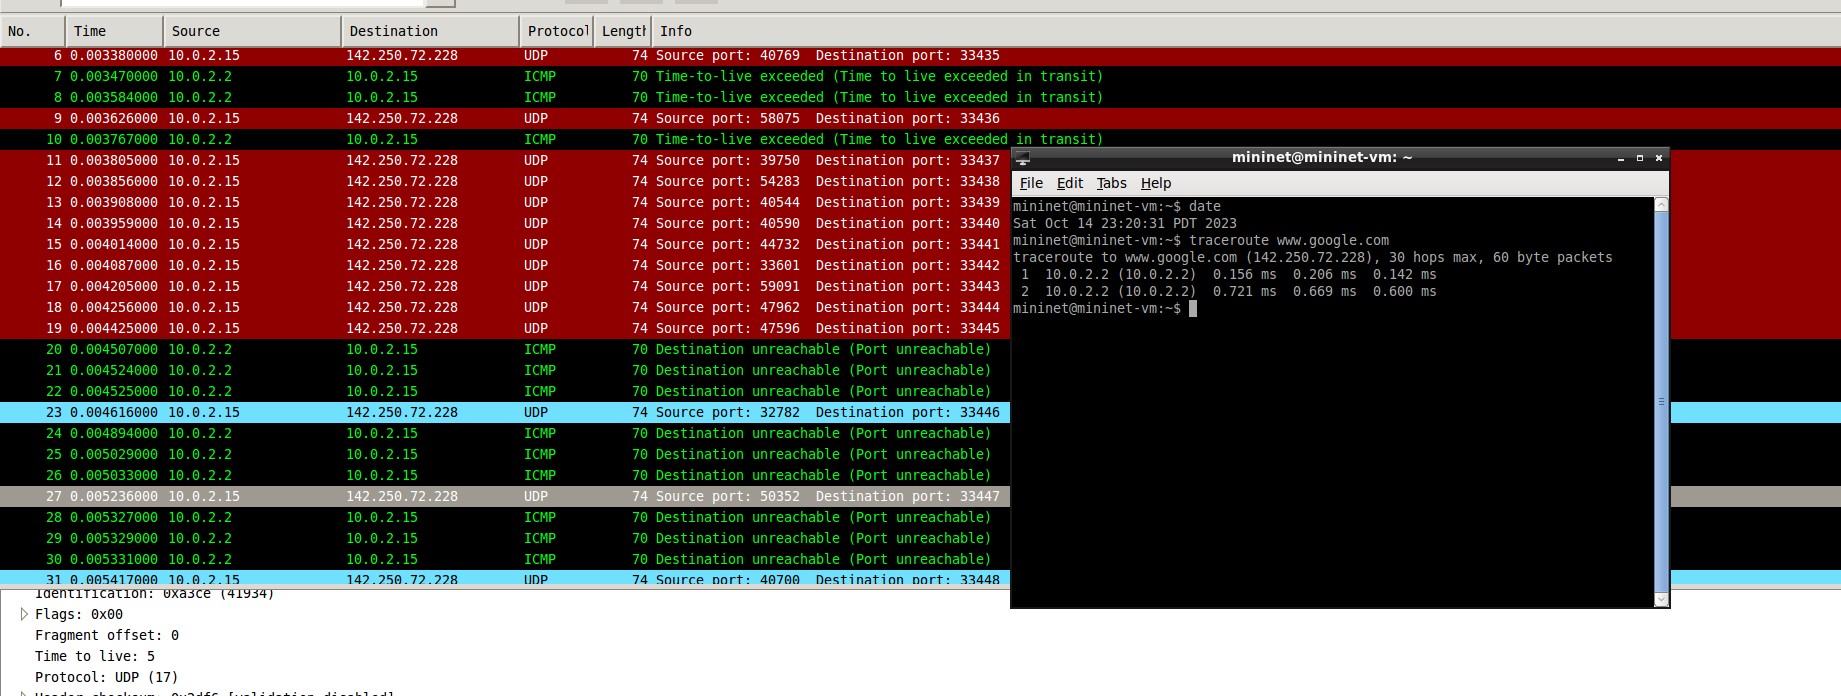 No. Time Source Destination Protocol Length Info
6 0.003380000 10.0.2.15 142.250.72.228 UDP 74 Source port: 40769 Destination port: 33435
7 0.003470000 10.0.2.2 10.0.2.15 ICMP 70 Time-to-live exceeded (Time to live exceeded in transit)
8 0.003584000 10.0.2.2 10.0.2.15 ICMP 70 Time-to-live exceeded (Time to live exceeded in transit)
9 0.003626000 10.0.2.15 142.250.72.228 UDP 74 Source port: 58075 Destination port: 33436
10 0.003767000 10.0.2.2 10.0.2.15 ICMP 70 Time-to-live exceeded (Time to live exceeded in transit)
11 0.003805000 10.0.2.15 142.250.72.228 UDP 74 Source port: 39750 Destination port: 33437
12 0.003856000 10.0.2.15 142.250.72.228 UDP 74 Source port: 54283 Destination port: 33438
13 0.003908000 10.0.2.15 142.250.72.228 UDP 74 Source port: 40544 Destination port: 33439
14 0.003959000 10.0.2.15 142.250.72.228 UDP 74 Source port: 40590 Destination port: 33440
15 0.004014000 10.0.2.15 142.250.72.228 UDP 74 Source port: 44732 Destination port: 33441
16 0.004087000 10.0.2.15 142.250.72.228 UDP 74 Source port: 33601 Destination port: 33442
17 0.004205000 10.0.2.15 142.250.72.228 UDP 74 Source port: 59091 Destination port: 33443
18 0.004256000 10.0.2.15 142.250.72.228 UDP 74 Source port: 47962 Destination port: 33444
19 0.004425000 10.0.2.15 142.250.72.228 UDP 74 Source port: 47596 Destination port: 33445
20 0.004507000 10.0.2.2 10.0.2.15 ICMP 70 Destination unreachable (Port unreachable)
21 0.004524000 10.0.2.2 10.0.2.15 ICMP 70 Destination unreachable (Port unreachable)
22 0.004525000 10.0.2.2 10.0.2.15 ICMP 70 Destination unreachable (Port unreachable)
23 0.004616000 10.0.2.15 142.250.72.228 UDP 74 Source port: 32782 Destination port: 33446
24 0.004894000 10.0.2.2 10.0.2.15 ICMP 70 Destination unreachable (Port unreachable)
25 0.005029000 10.0.2.2 10.0.2.15 ICMP 70 Destination unreachable (Port unreachable)
26 0.005033000 10.0.2.2 10.0.2.15 ICMP 70 Destination unreachable (Port unreachable)
27 0.005236000 10.0.2.15 142.250.72.228 UDP 74 Source port: 50352 Destination port: 33447
28 0.005327000 10.0.2.2 10.0.2.15 ICMP 70 Destination unreachable (Port unreachable)
29 0.005329000 10.0.2.2 10.0.2.15 ICMP 70 Destination unreachable (Port unreachable)
30 0.005331000 10.0.2.2 10.0.2.15 ICMP 70 Destination unreachable (Port unreachable)
31 0.005417000 10.0.2.15 142.250.72.228 UDP 74 Source port: 40700 Destination port: 33448
Identification: 0xa3ce (41934)
Flags: 0x00
Fragment offset: 0
Time to live: 5
Protocol: UDP (17)
Header checksum: 0x2df6 [validation disabled]
mininet@mininet-vm: ~
File Edit Tabs Help
mininet@mininet-vm:~$ date
Sat Oct 14 23:20:31 PDT 2023
mininet@mininet-vm:~$ traceroute www.google.com
traceroute to www.google.com (142.250.72.228), 30 hops max, 60 byte packets
1 10.0.2.2 (10.0.2.2) 0.156 ms 0.206 ms 0.142 ms
2 10.0.2.2 (10.0.2.2) 0.721 ms 0.669 ms 0.600 ms
mininet@mininet-vm:~$